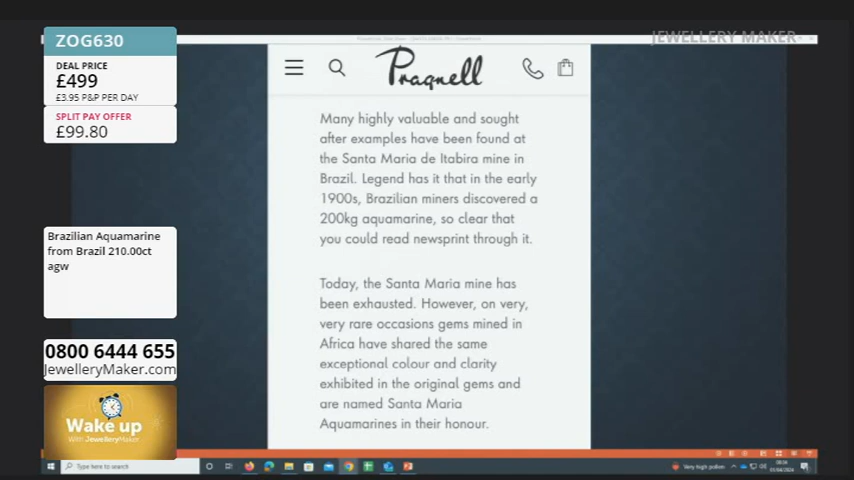 ZOG630
DEAL PRICE
£499
£3.95 P&P PER DAY
SPLIT PAY OFFER
£99.80
Brazilian Aquamarine
from Brazil 210.00ct
agw
0800 6444 655
JewelleryMaker.com
Wake up
With JewelleryMaker
JEWELLERY MAKER
Pragnell
Many highly valuable and sought
after examples have been found at
the Santa Maria de Itabira mine in
Brazil. Legend has it that in the early
1900s, Brazilian miners discovered a
200kg aquamarine, so clear that
you could read newsprint through it.
Today, the Santa Maria mine has
been exhausted. However, on very,
very rare occasions gems mined in
Africa have shared the same
exceptional colour and clarity
exhibited in the original gems and
are named Santa Maria
Aquamarines in their honour.
Type here to search
Very high pollen